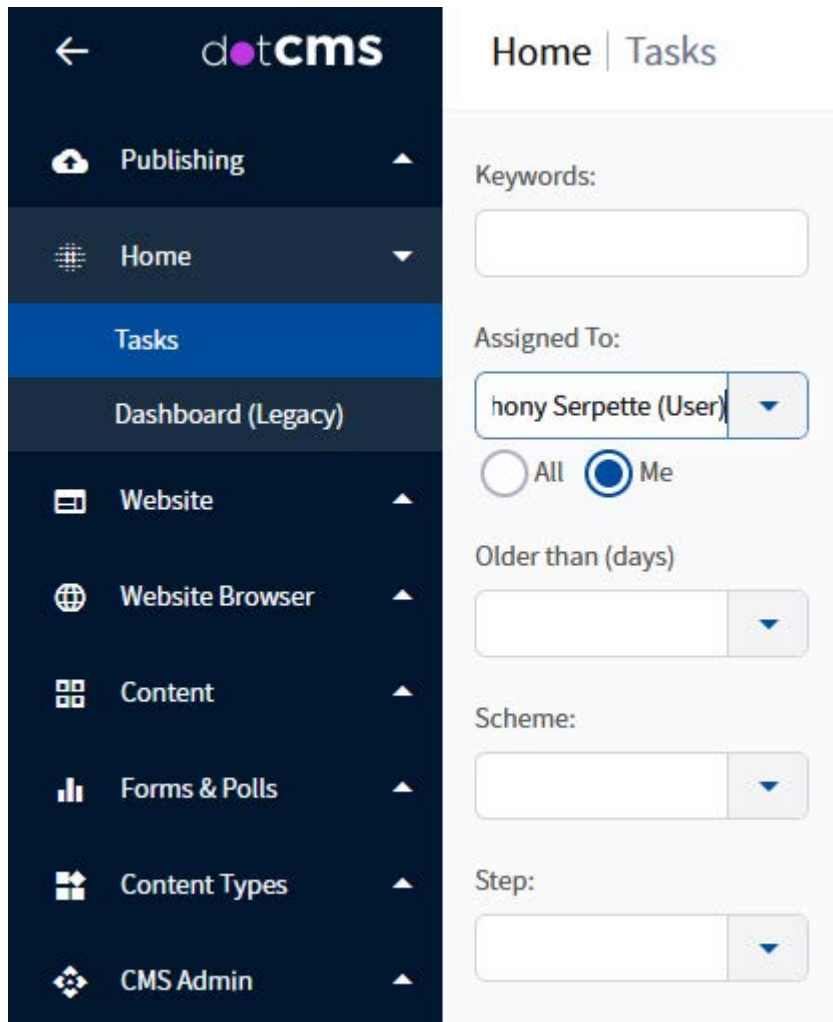 dotcms
Publishing
Home
Tasks
Dashboard (Legacy)
Website
Website Browser
Content
Forms & Polls
Content Types
CMS Admin
Home | Tasks
Keywords:
Assigned To:
hony Serpette (User)
All Me
Older than (days)
Scheme:
Step: